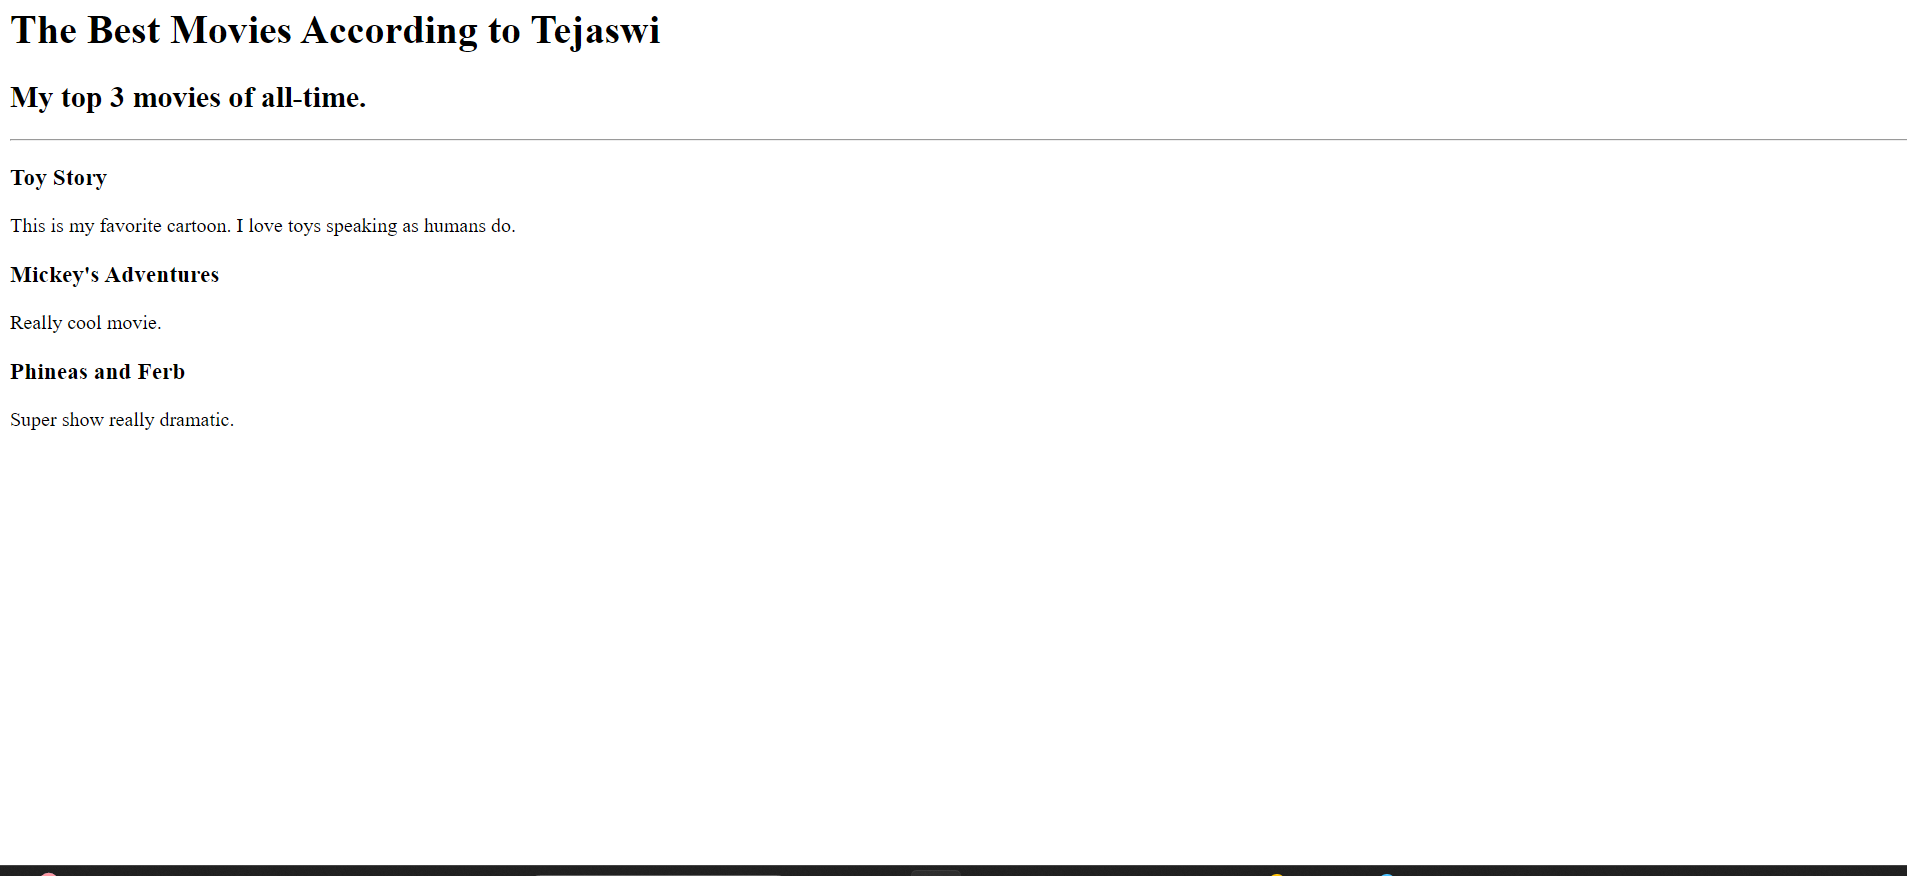 The Best Movies According to Tejaswi
My top 3 movies of all-time.
Toy Story
This is my favorite cartoon. I love toys speaking as humans do.
Mickey's Adventures
Really cool movie.
Phineas and Ferb
Super show really dramatic.